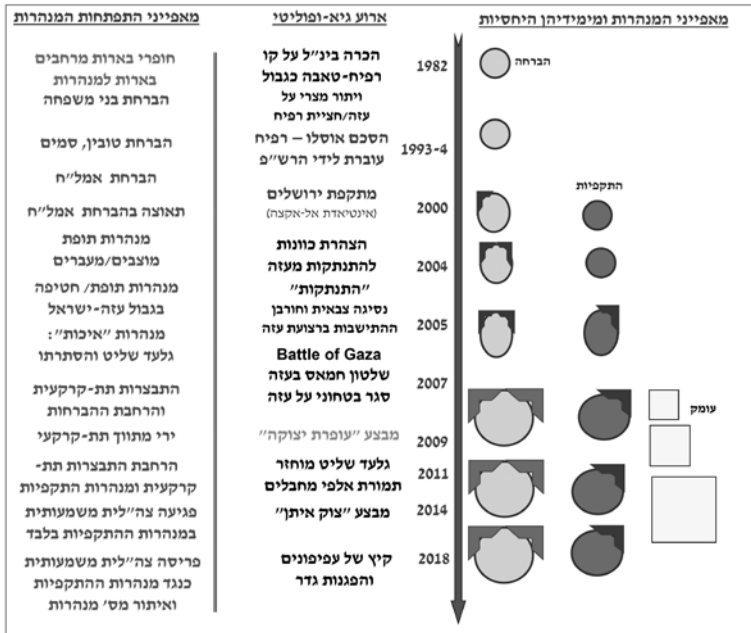 מאפייני המנהרות ומימידיהן היחסיות
הברחה
התקפיות
עומק
1982
1993-4
2000
2004
2005
2007
2009
2011
2014
2018
ארוע גיא-ופוליטי
הכרה בינ"ל על קו
רפיח-טאבה כגבול
ויתור מצרי על
עזה/חציית רפיח
הסכם אוסלו – רפיח
עוברת לידי הרש"פ
מתקפת ירושלים
(אינטיאדת אל-אקצה)
הצהרת כוונות
להתנתקות מעזה
"התנתקות"
נסיגה צבאית וחורבן
ההתישבות ברצועת עזה
Battle of Gaza
שלטון חמאס בעזה
סגר בטחוני על עזה
מבצע "עופרת יצוקה"
גלעד שליט מוחזר
תמורת אלפי מחבלים
מבצע "צוק איתן"
קיץ של עפיפונים
והפגנות גדר
מאפייני התפתחות המנהרות
חופרי בארות מרחבים
בארות למנהרות
הברחת בני משפחה
הברחת טובין, סמים
הברחת אמל"ח
תאוצה בהברחת אמל"ח
מנהרות תופת
מוצבים/מעברים
מנהרות תופת/ חטיפה
בגבול עזה-ישראל
מנהרות "איכות":
גלעד שליט והסתרתו
התבצרות תת-קרקעית
והרחבת ההברחות
ירי מתווך תת-קרקעי
הרחבת התבצרות תת-
קרקעית ומנהרות התקפיות
פגיעה צה"לית משמעותית
במנהרות ההתקפיות בלבד
פריסה צה"לית משמעותית
כנגד מנהרות ההתקפיות
ואיתור מס' מנהרות